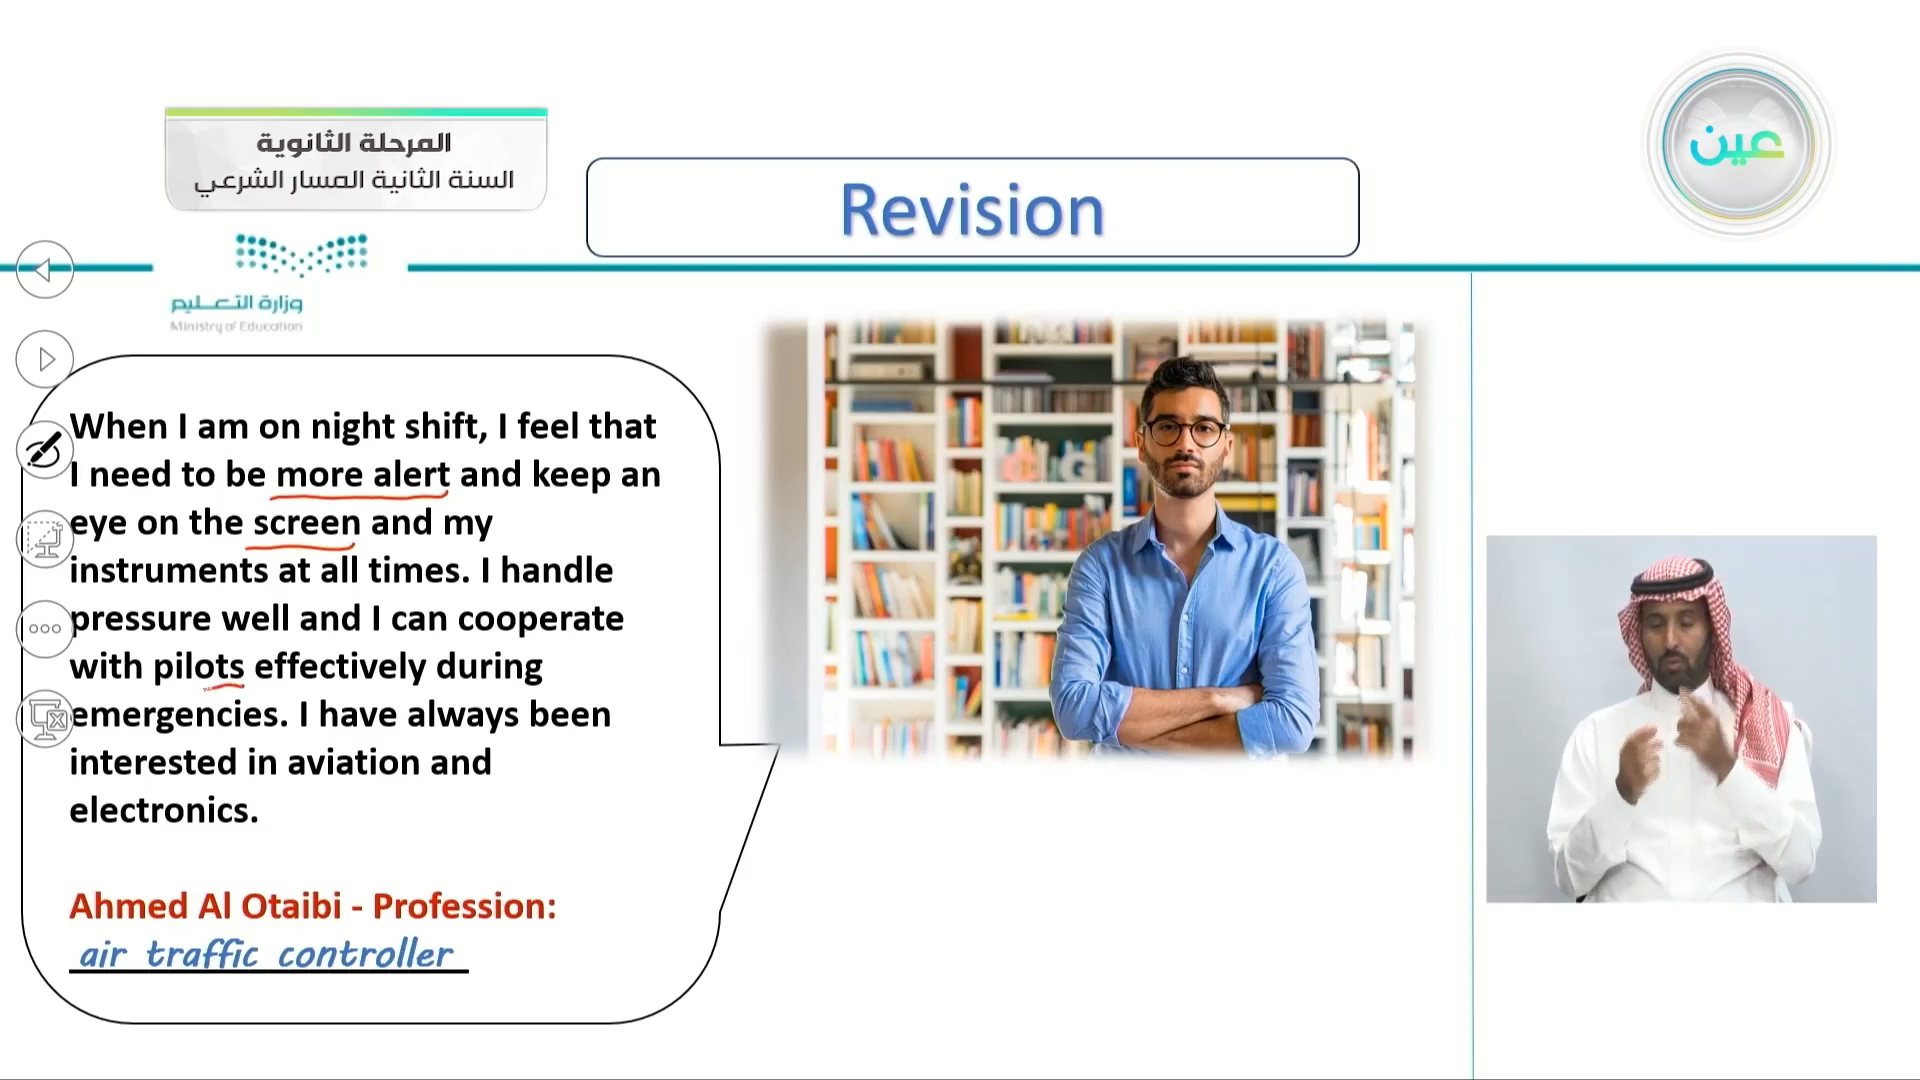 المرحلة الثانوية
السنة الثانية المسار الشرعي
عين
Revision
وزارة التعليم
Ministry of Education
When I am on night shift, I feel that
I need to be more alert and keep an
eye on the screen and my
instruments at all times. I handle
pressure well and I can cooperate
with pilots effectively during
emergencies. I have always been
interested in aviation and
electronics.
Ahmed Al Otaibi - Profession:
air traffic controller